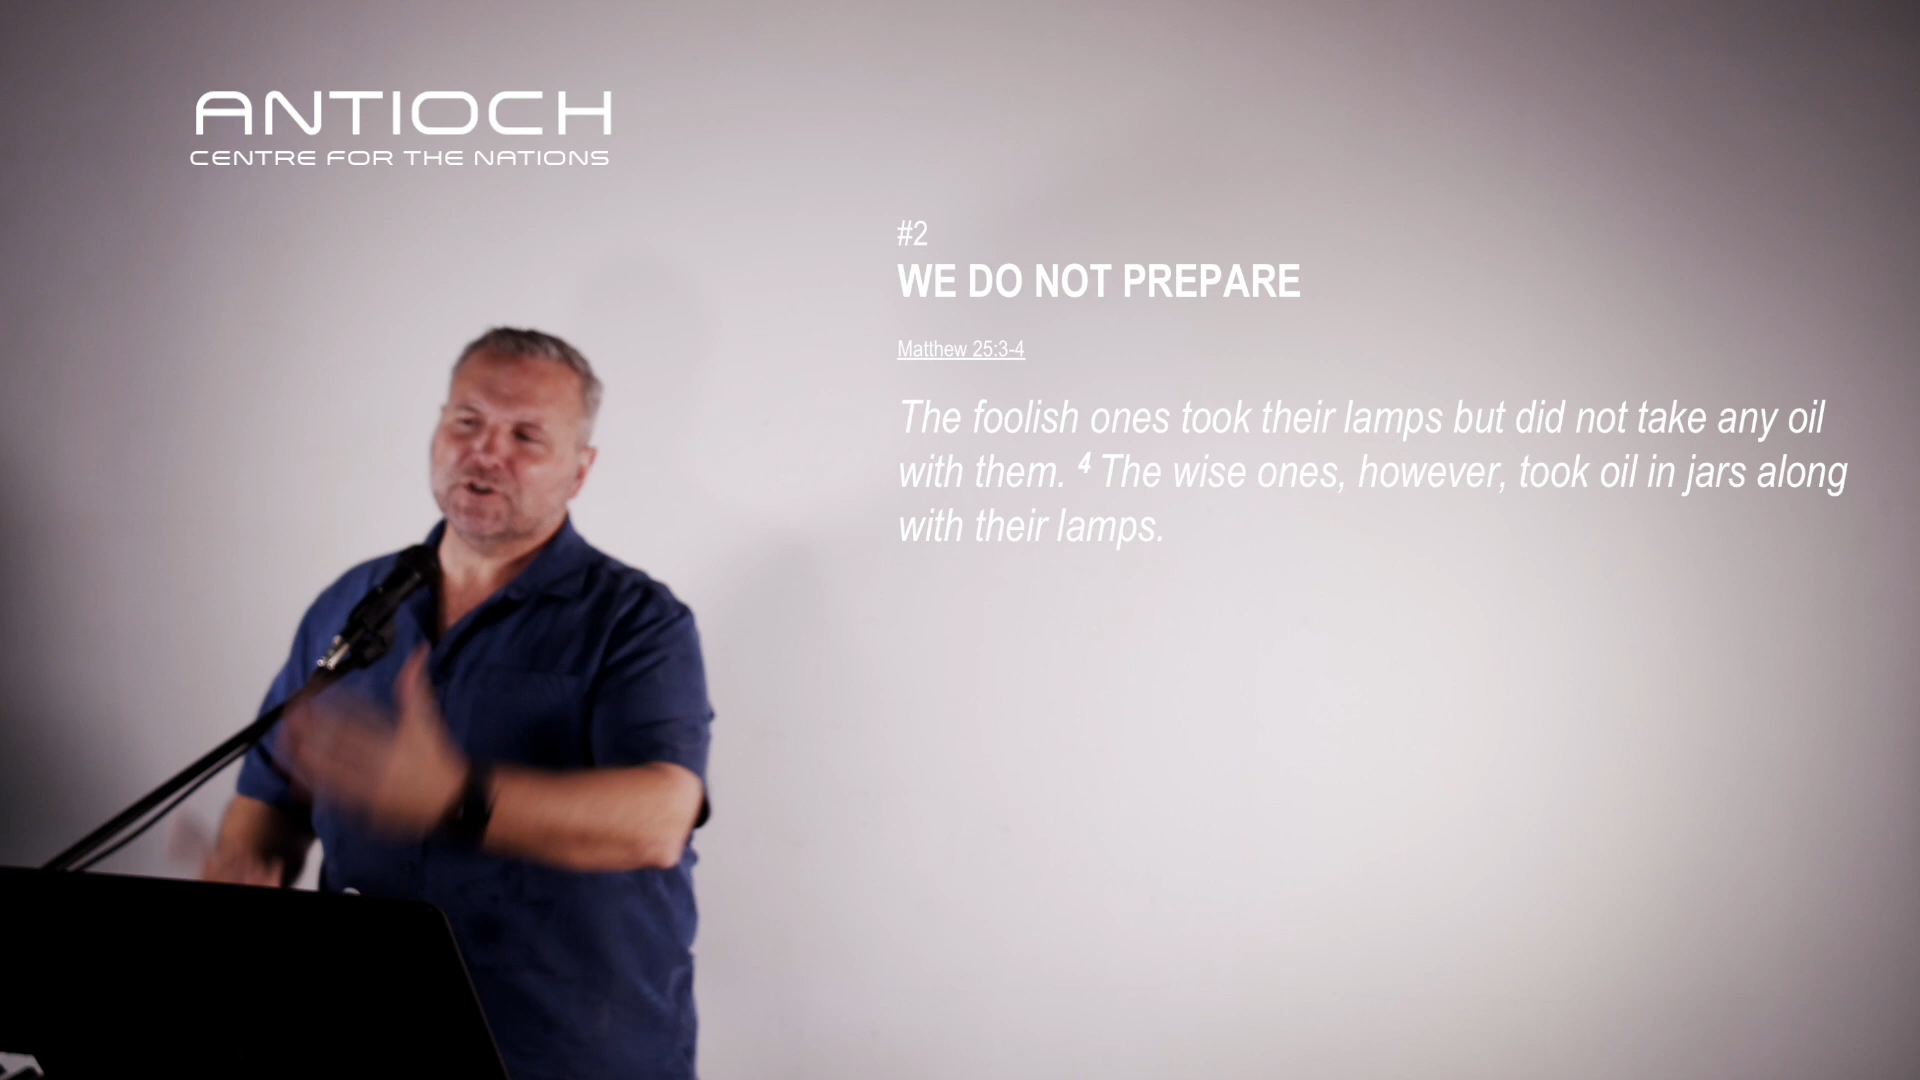 ANTIOCH
CENTRE FOR THE NATIONS
#2
WE DO NOT PREPARE
Matthew 25:3-4
The foolish ones took their lamps but did not take any oil
with them. ⁴ The wise ones, however, took oil in jars along
with their lamps.